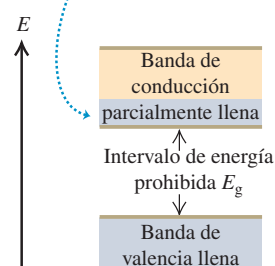 E
Banda de
conducción
parcialmente llena
Intervalo de energía
prohibida Eg
Banda de
valencia llena